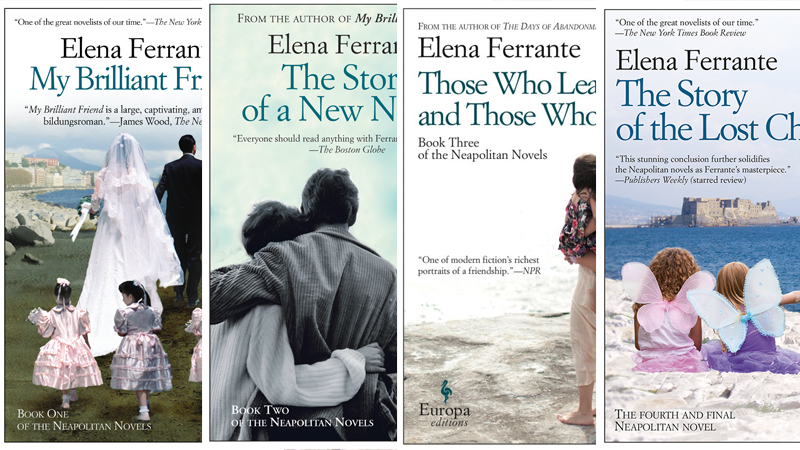 "One of the great novelists of our time."—The New York
Elena Ferrant
My Brilliant Fri
"My Brilliant Friend is a large, captivating, am
bildungsroman."—James Wood, The Ne
BOOK ONE
OF THE NEAPOLITAN NOVELS
FROM THE AUTHOR OF My Bril
Elena Ferran
The Stor
of a New N
"Everyone should read anything with Ferra
—The Boston Globe
BOOK TWO
OF THE NEAPOLITAN NOVELS
FROM THE AUTHOR OF THE DAYS OF ABANDONM
Elena Ferrante
Those Who Lea
and Those Who
Book Three
of the Neapolitan Novels
"One of modern fiction's richest
portraits of a friendship."—NPR
Europa
editions
"One of the great novelists of our time."
—The New York Times Book Review
Elena Ferrante
The Story
of the Lost Ch
"This stunning conclusion further solidifies
the Neapolitan novels as Ferrante's masterpiece."
—Publishers Weekly (starred review)
THE FOURTH AND FINAL
NEAPOLITAN NOVEL